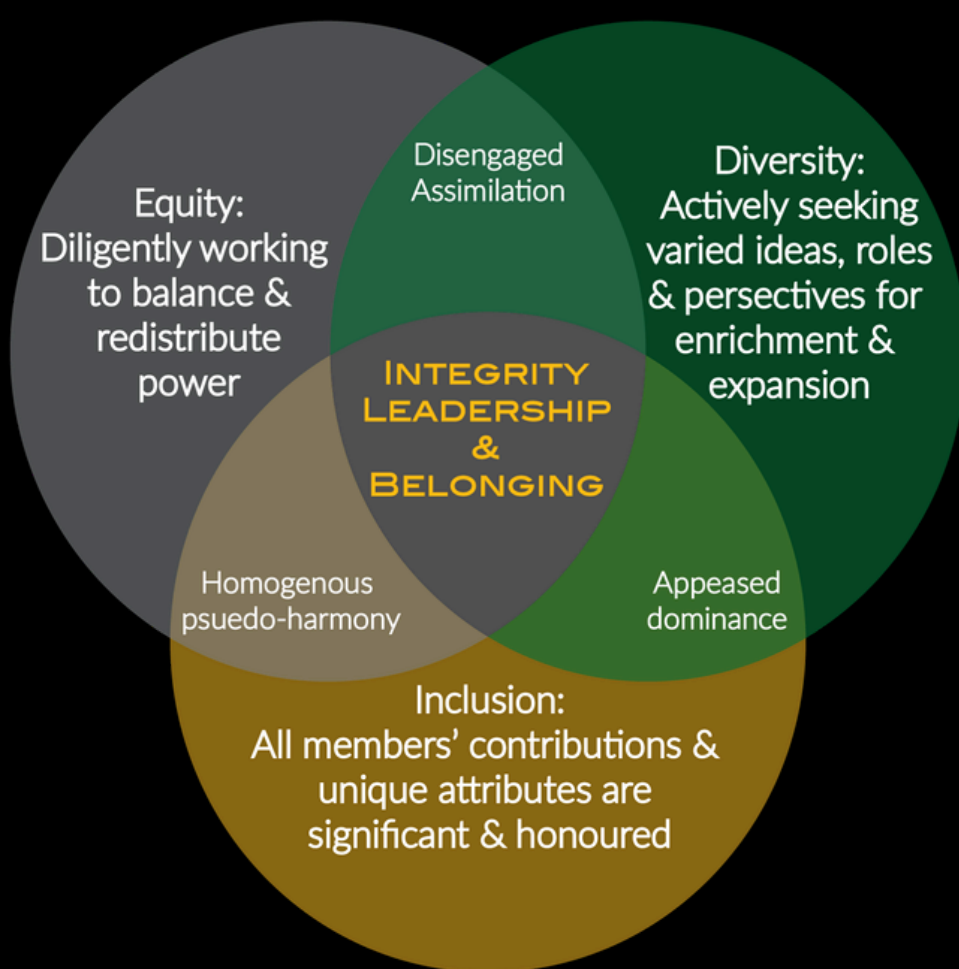 Disengaged
Assimilation
Equity:
Diligently working
to balance &
redistribute
power
Diversity:
Actively seeking
varied ideas, roles
& persectives for
enrichment &
expansion
INTEGRITY
LEADERSHIP
&
BELONGING
Homogenous
psuedo-harmony
Appeased
dominance
Inclusion:
All members’ contributions &
unique attributes are
significant & honoured